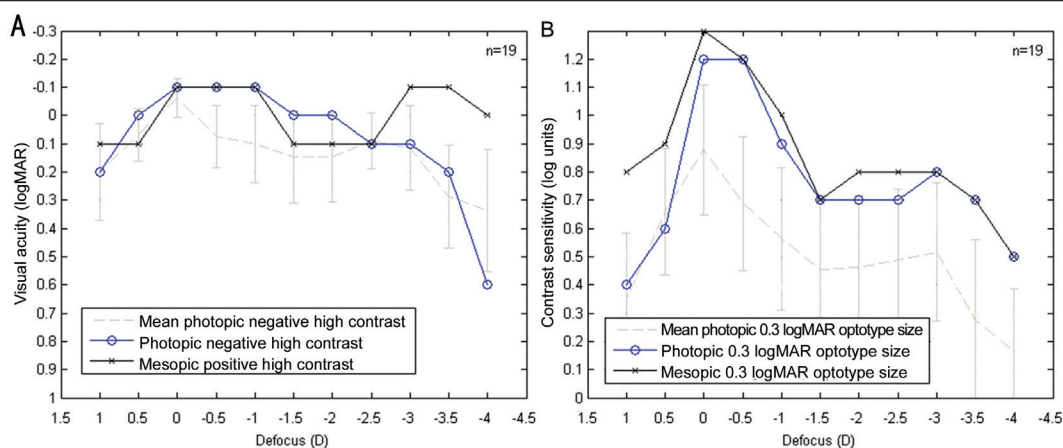 A
-0.3
-0.2
-0.1
0
0.1
0.2
0.3
0.4
0.5
0.6
0.7
0.8
0.9
1
Visual acuity (logMAR)
n=19
Mean photopic negative high contrast
Photopic negative high contrast
Mesopic positive high contrast
1.5 1 0.5 0 -0.5 -1 -1.5 -2 -2.5 -3 -3.5 -4 -4.5
Defocus (D)
B
1.2
1.1
1
0.9
0.8
0.7
0.6
0.5
0.4
0.3
0.2
0.1
0
Contrast sensitivity (log units)
n=19
Mean photopic 0.3 logMAR optotype size
Photopic 0.3 logMAR optotype size
Mesopic 0.3 logMAR optotype size
1.5 1 0.5 0 -0.5 -1 -1.5 -2 -2.5 -3 -3.5 -4 -4.5
Defocus (D)